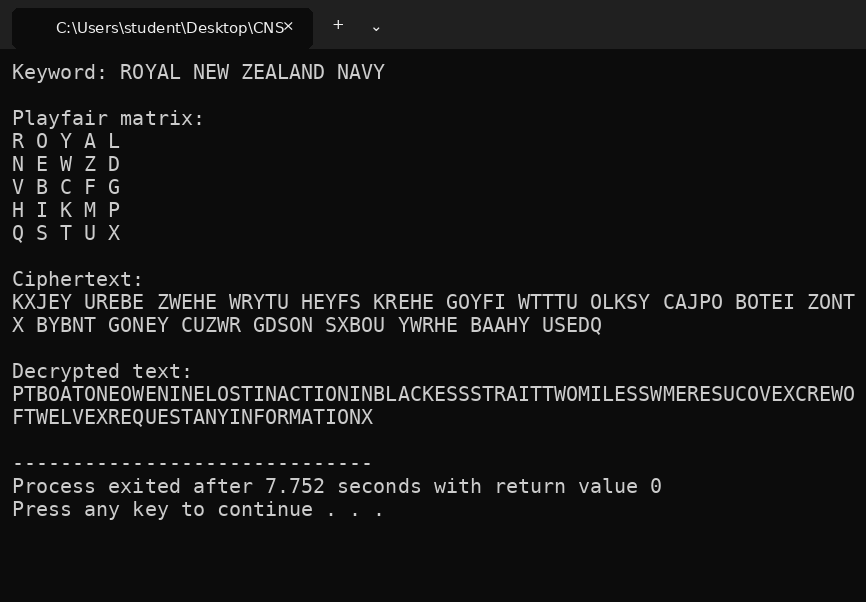 C:\Users\student\Desktop\CNS
Keyword: ROYAL NEW ZEALAND NAVY
Playfair matrix:
R O Y A L
N E W Z D
V B C F G
H I K M P
Q S T U X
Ciphertext:
KXJEY UREBE ZWEHE WRYTU HEYFS KREHE GOYFI WTTTU OLKSY CAJPO BOTEI ZONT
X BYBNT GONEY CUZWR GDSON SXBOU YWRHE BAAHY USEDQ
Decrypted text:
PTBOATONEOWENINELOSTINACTIONINBLACKESSSTRAITTWOMILESSWMERESUCOVEXCREWO
FTWELVEXREQUESTANYINFORMATIONX
------------------------------
Process exited after 7.752 seconds with return value 0
Press any key to continue . . .